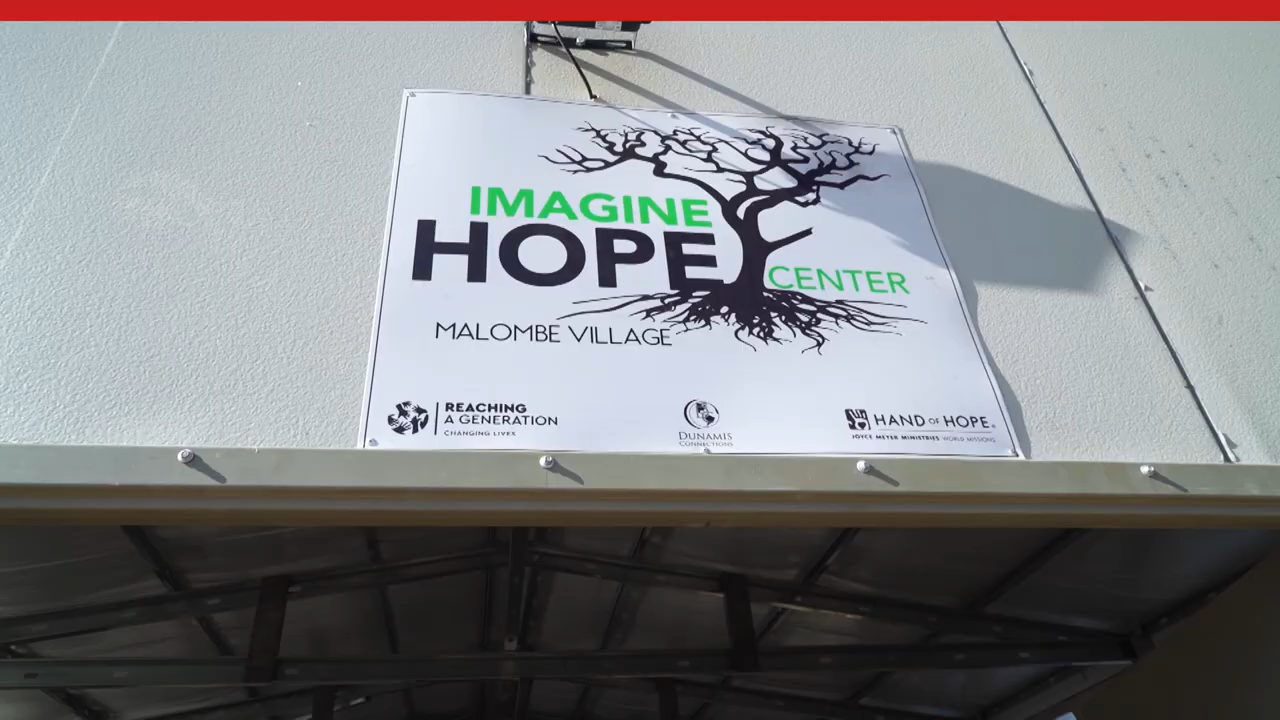 IMAGINE
HOPE
CENTER
MALOMBE VILLAGE
REACHING
A GENERATION
CHANGING LIVES
DUNAMIS
CONNECTIONS
HAND OF HOPE®
JOYCE MEYER MINISTRIES WORLD MISSIONS